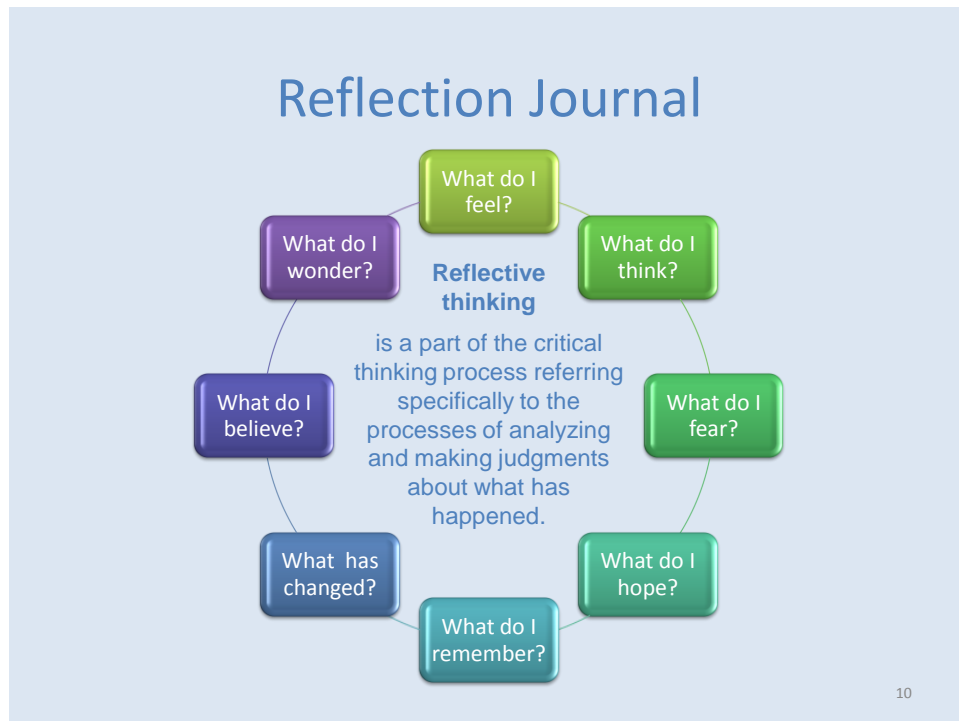 Reflection Journal
What do I
feel?
What do I
think?
What do I
fear?
What do I
hope?
What do I
remember?
What  has
changed?
What do I
believe?
What do I
wonder?
Reflective
thinking
is a part of the critical
thinking process referring
specifically to the
processes of analyzing
and making judgments
about what has
happened.
10